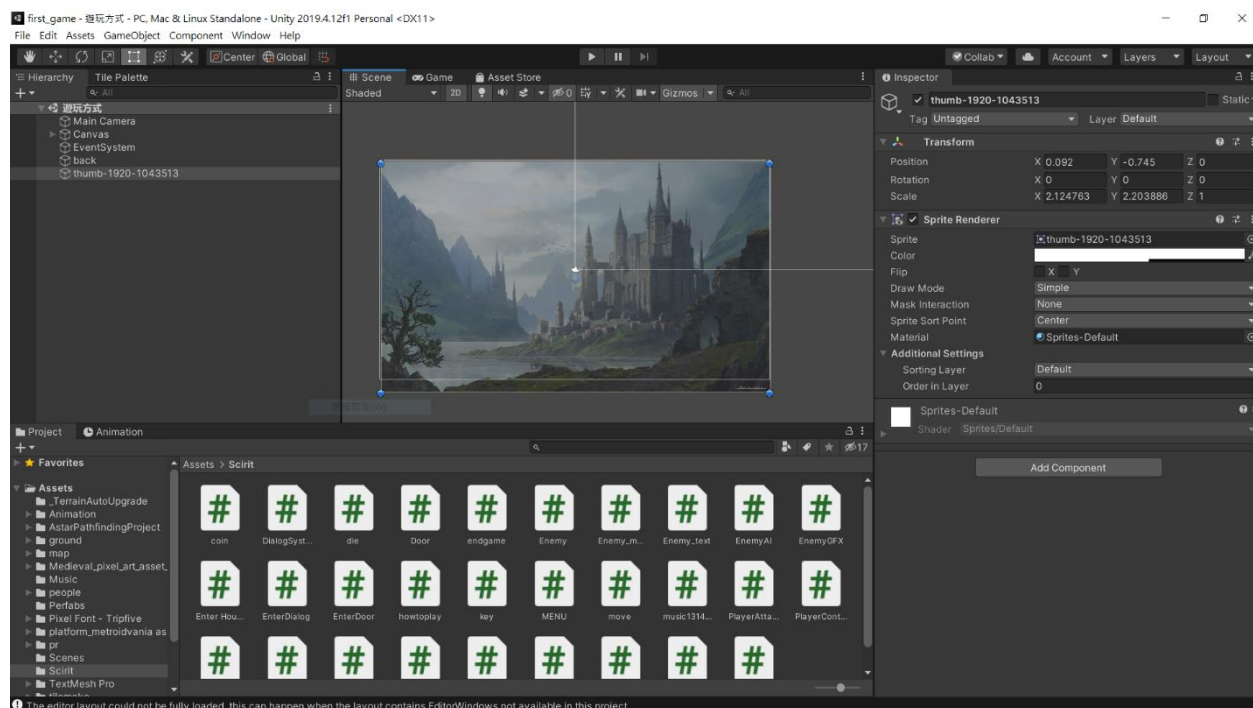 first_game - 遊玩方式 - PC, Mac & Linux Standalone - Unity 2019.4.12f1 Personal <DX11>
File Edit Assets GameObject Component Window Help
Center Global
Collab Account Layers Layout
Hierarchy Tile Palette
All
遊玩方式
Main Camera
Canvas
EventSystem
back
thumb-1920-1043513
Scene Game Asset Store
Shaded 2D 0 Gizmos All
Inspector
thumb-1920-1043513 Static
Tag Untagged Layer Default
Transform
Position X 0.092 Y -0.745 Z 0
Rotation X 0 Y 0 Z 0
Scale X 2.124763 Y 2.203886 Z 1
Sprite Renderer
Sprite thumb-1920-1043513
Color
Flip X Y
Draw Mode Simple
Mask Interaction None
Sprite Sort Point Center
Material Sprites-Default
Additional Settings
Sorting Layer Default
Order in Layer 0
Sprites-Default
Shader Sprites/Default
Add Component
Project Animation
17
Favorites
Assets
_TerrainAutoUpgrade
Animation
AstarPathfindingProject
ground
map
Medieval_pixel_art_asset_
Music
people
Perfabs
Pixel Font - Tripfive
platform_metroidvania as
pr
Scenes
Scirit
TextMesh Pro
Assets > Scirit
coin DialogSyst... die Door endgame Enemy Enemy_m... Enemy_text EnemyAI EnemyGFX
Enter Hou... EnterDialog EnterDoor howtoplay key MENU move music1314... PlayerAtta... PlayerCont...
The editor layout could not be fully loaded, this can happen when the layout contains EditorWindows not available in this project